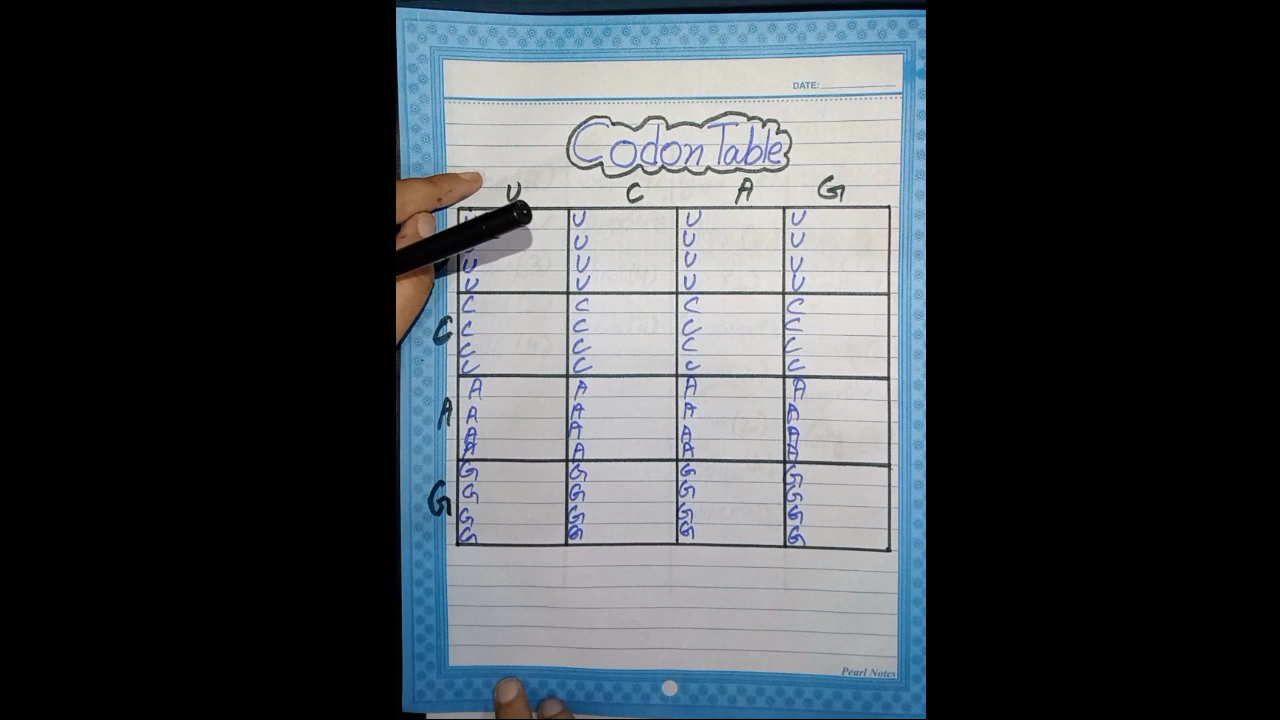 DATE:
Codon Table
U C A G
U U U
U U U
U U U U
U U U U
C C C C
C C C C C
C C C C
C C C C
A A A A
A A A A A
A A A A
A A A A
G G G G
G G G G G
G G G G
G G G G
Pearl Notes